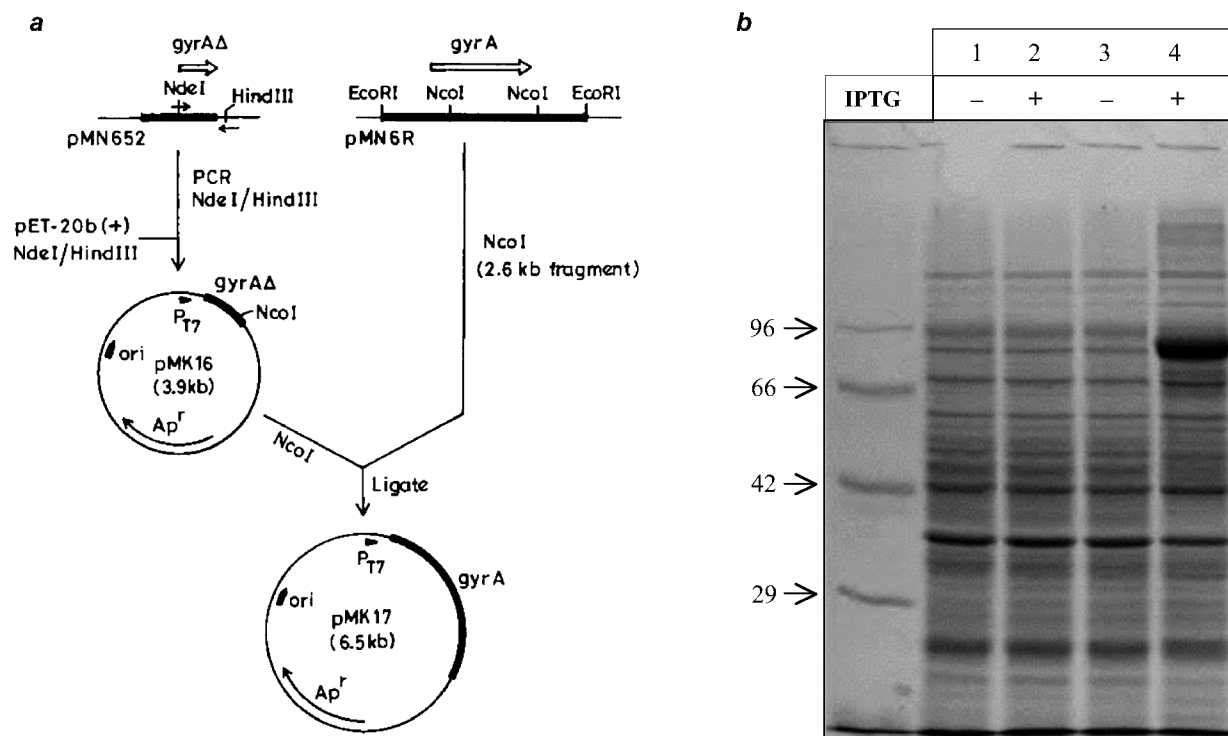 a
gyrAΔ
NdeI
HindIII
pMN652
gyrA
EcoRI NcoI NcoI EcoRI
pMN6R
PCR
NdeI/HindIII
pET-20b(+)
NdeI/HindIII
NcoI
(2.6 kb fragment)
gyrAΔ
NcoI
PT7
ori
pMK16
(3.9kb)
Apr
NcoI
Ligate
PT7
gyrA
ori
pMK17
(6.5kb)
Apr
b
1 2 3 4
IPTG – + – +
96
66
42
29